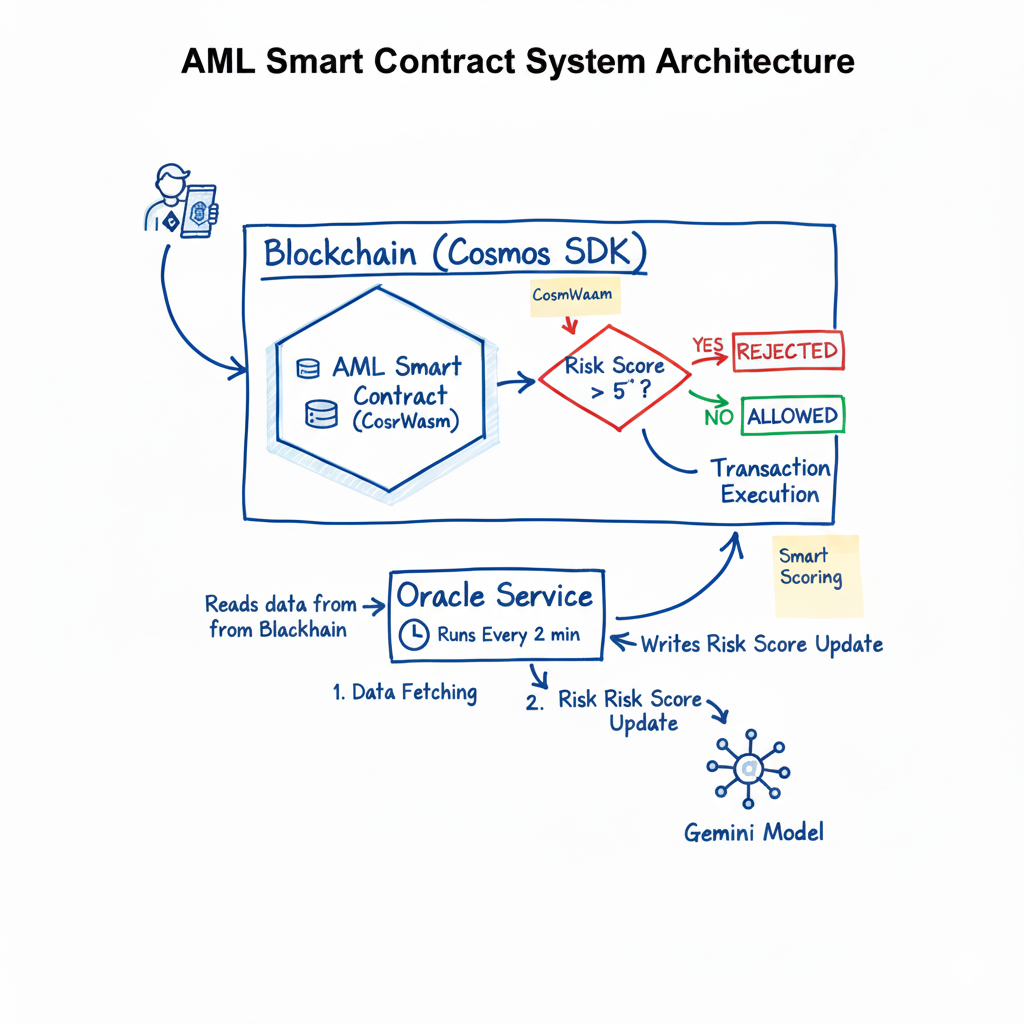 AML Smart Contract System Architecture
Blockchain (Cosmos SDK)
CosmWaam
AML Smart
Contract
(CosrWasm)
Risk Score
> 5 ?
YES
REJECTED
NO
ALLOWED
Transaction
Execution
Smart
Scoring
Reads data from
from Blackhain
Oracle Service
Runs Every 2 min
Writes Risk Score Update
1. Data Fetching
2. Risk Risk Score
Update
Gemini Model